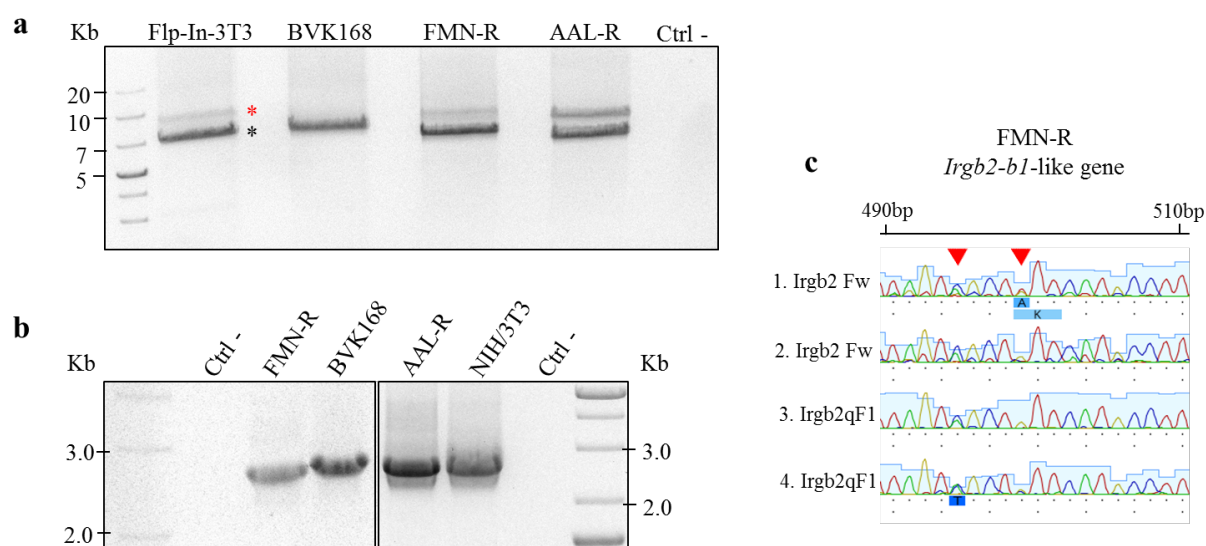 a
Kb Flp-In-3T3 BVK168 FMN-R AAL-R Ctrl -
20
10
7
5
*
*
b
Kb Ctrl - FMN-R BVK168 AAL-R NIH/3T3 Ctrl - Kb
3.0 3.0
2.0
2.0
c
FMN-R
Irgb2-b1-like gene
490bp 510bp
1. Irgb2 Fw
A
K
2. Irgb2 Fw
3. Irgb2qF1
4. Irgb2qF1
T